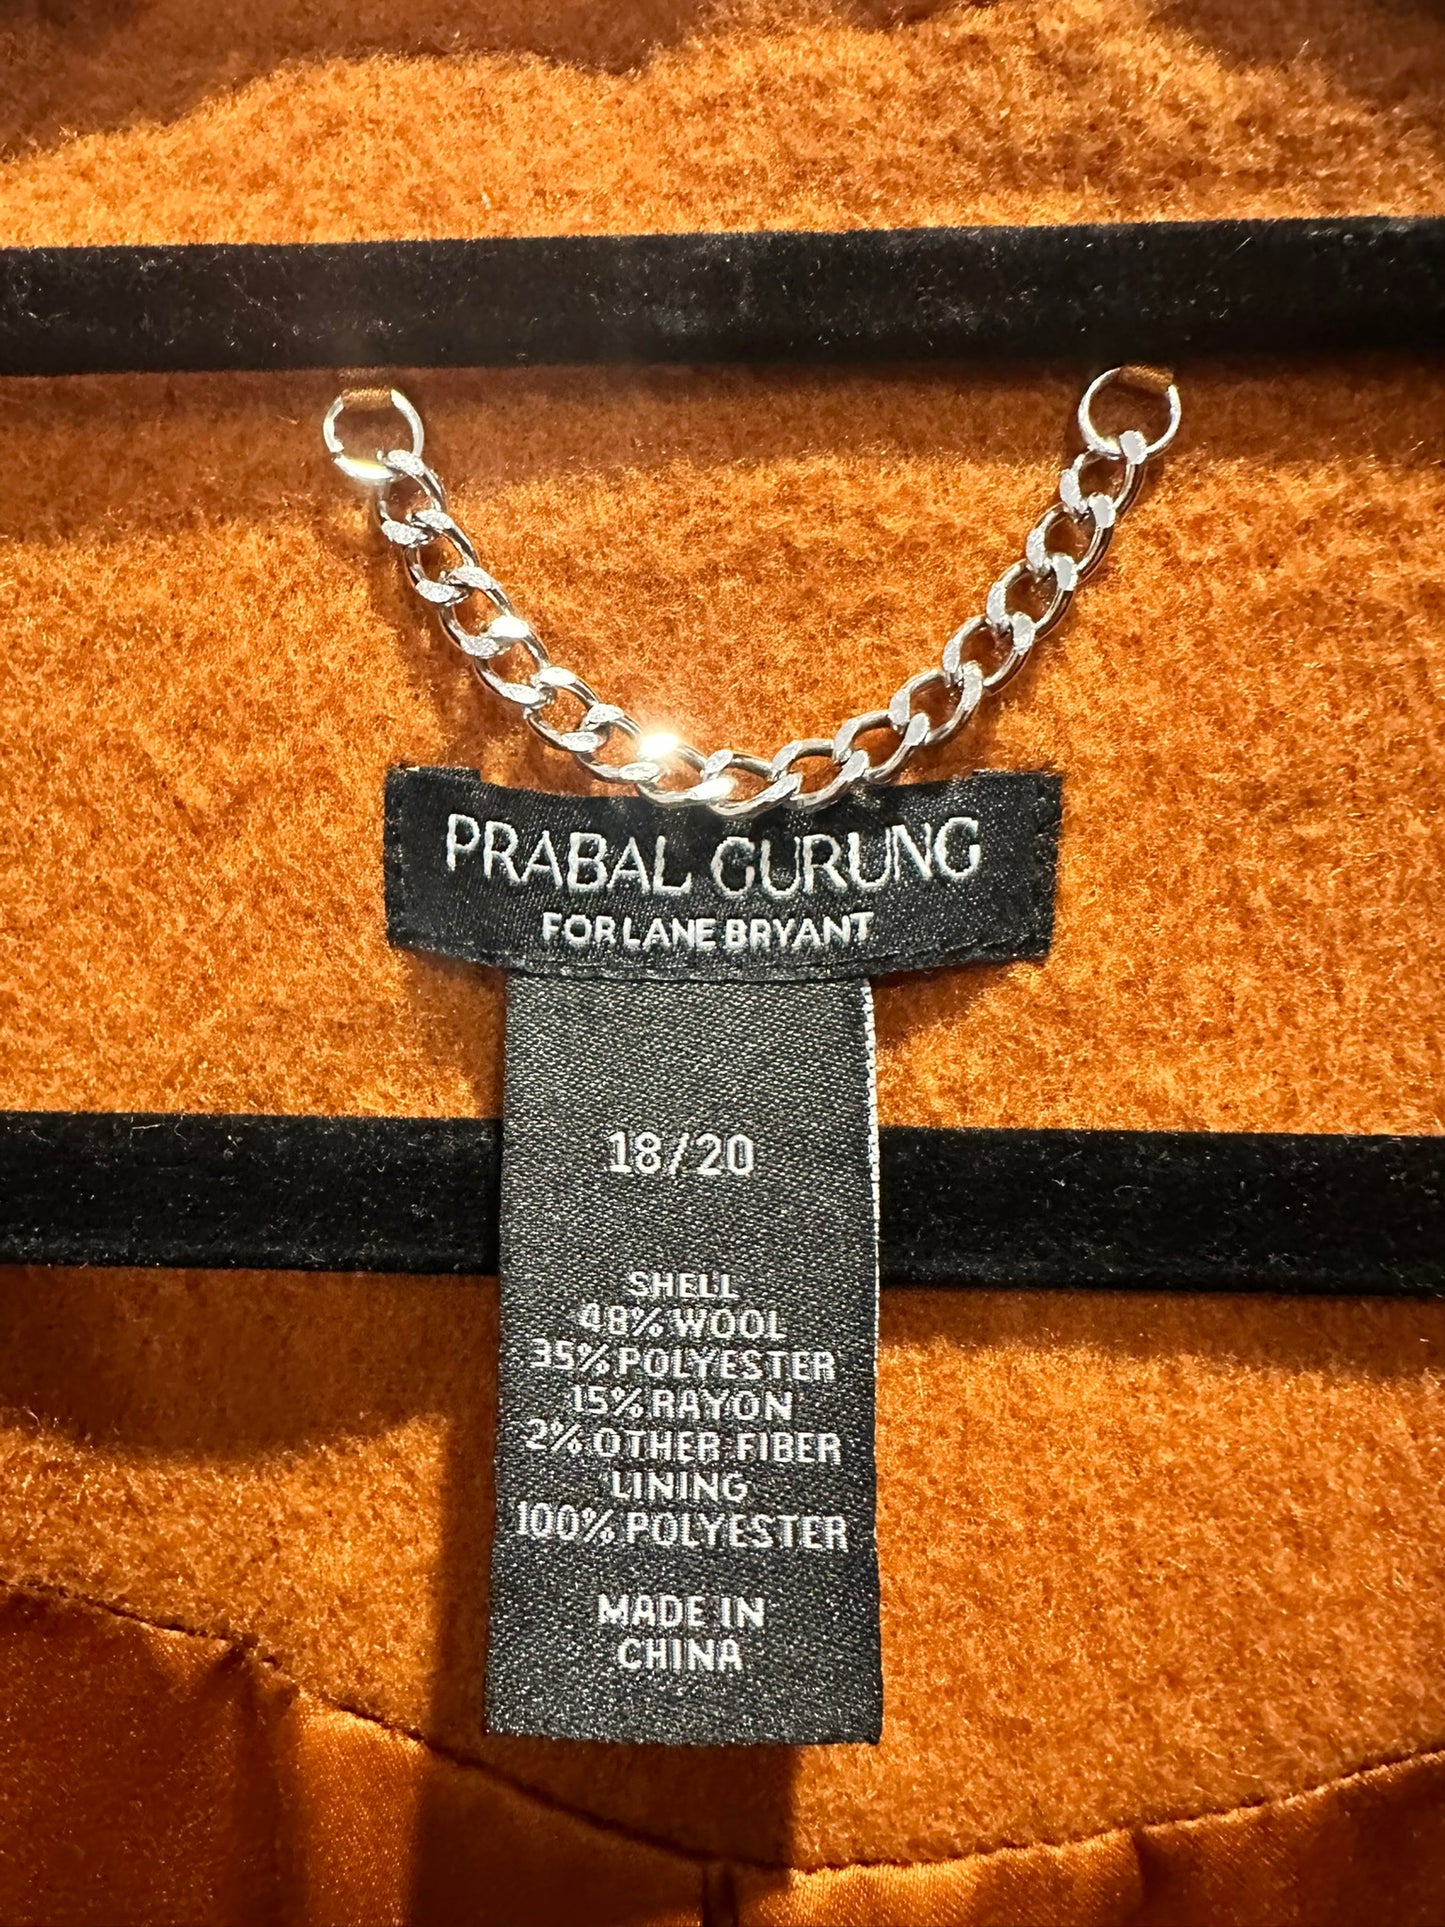 PRABAL GURUNG
FOR LANE BRYANT
18/20
SHELL
48% WOOL
35% POLYESTER
15% RAYON
2% OTHER FIBER
LINING
100% POLYESTER
MADE IN
CHINA